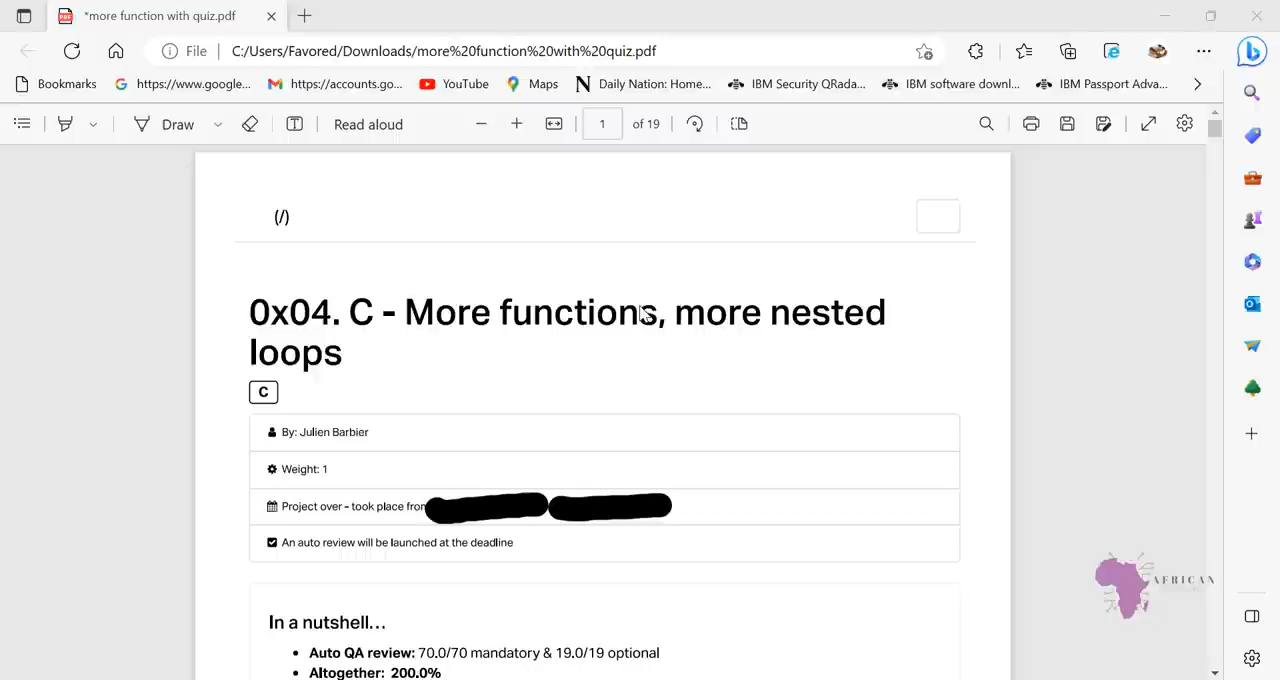 *more function with quiz.pdf
File
C:/Users/Favored/Downloads/more%20function%20with%20quiz.pdf
Bookmarks
https://www.google...
https://accounts.go...
YouTube
Maps
Daily Nation: Home...
IBM Security QRada...
IBM software downl...
IBM Passport Adva...
Draw
Read aloud
1
of 19
(/)
0x04. C - More functions, more nested
loops
C
By: Julien Barbier
Weight: 1
Project over - took place from
An auto review will be launched at the deadline
In a nutshell...
• Auto QA review: 70.0/70 mandatory & 19.0/19 optional
• Altogether: 200.0%
AFRICAN